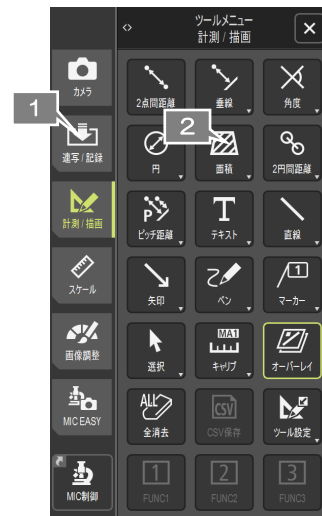 ツールメニュー
計測 / 描画
カメラ
1
連写 / 記録
計測 / 描画
スケール
画像調整
MIC EASY
MIC制御
2点間距離
垂線
角度
2
円
面積
2円間距離
P
ピッチ距離
T
テキスト
直線
矢印
ペン
1
マーカー
選択
MA1
キャリブ
オーバーレイ
ALL
全消去
CSV
CSV保存
ツール設定
1
FUNC1
2
FUNC2
3
FUNC3